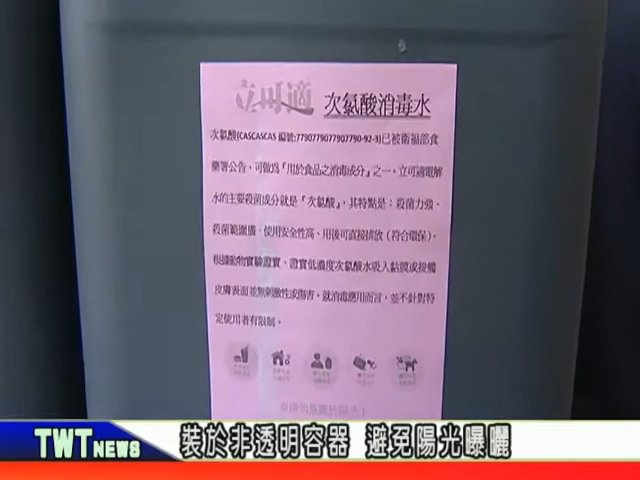 立可適 次氯酸消毒水
次氯酸(CASCASCAS 編號:7790779077907790-92-3)已被衛福部食
藥署公告，可做為『用於食品之消毒成分』之一。立可適電解
水的主要殺菌成分就是『次氯酸』，其特點是：殺菌力強、
殺菌範圍廣、使用安全性高、用後可直接排放（符合環保）。
根據動物實驗證實，證實低濃度次氯酸水吸入黏膜或接觸
皮膚表面並無刺激性或傷害。就消毒應用而言，並不針對特
定使用者有限制。
TWT NEWS 裝於非透明容器 避免陽光曝曬